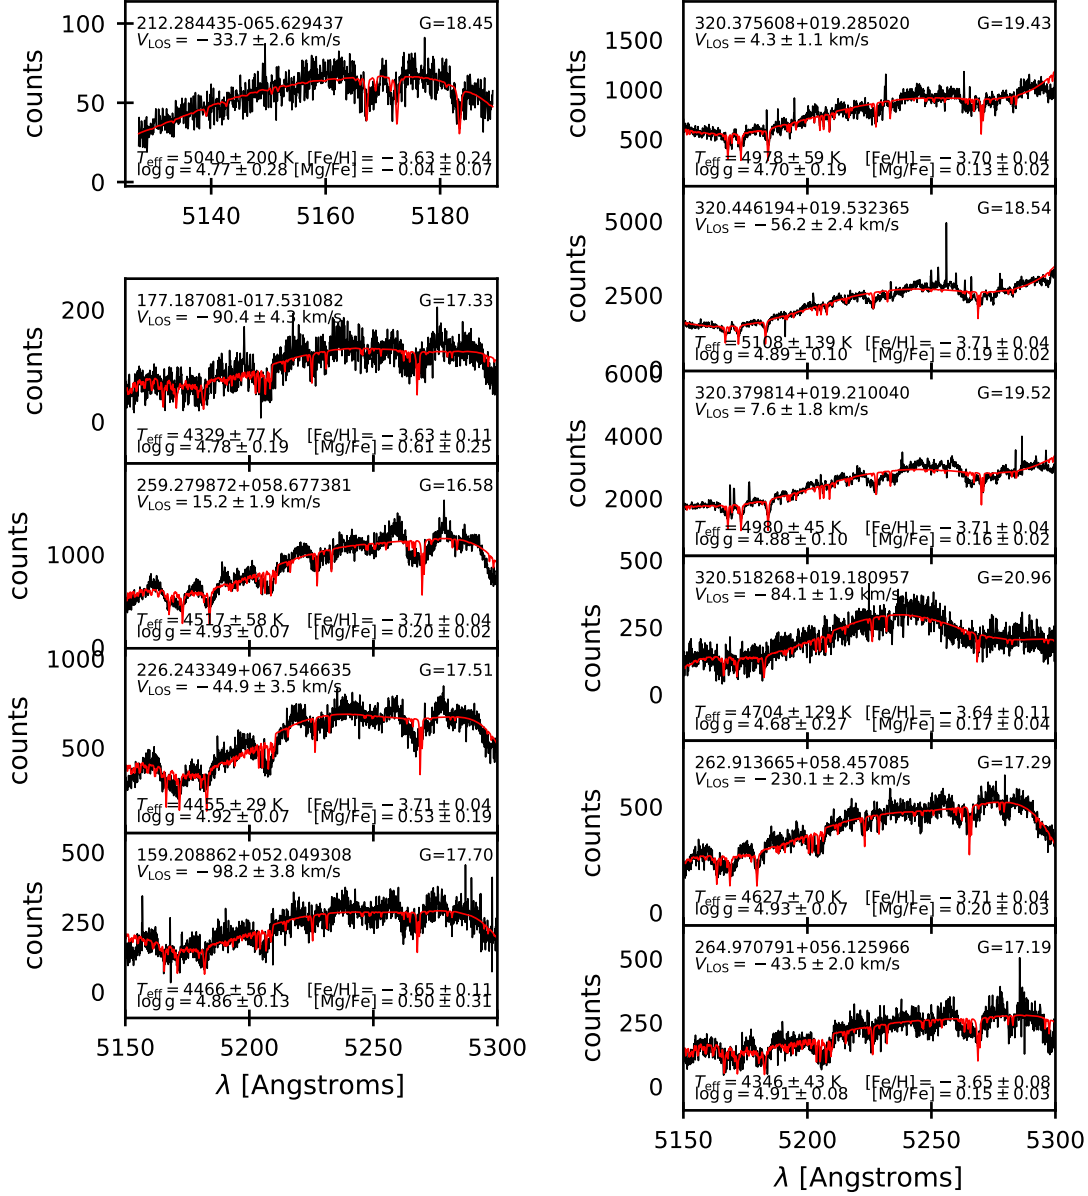 212.284435-065.629437 G=18.45
V_LOS = −33.7 ± 2.6 km/s
100
50
0
counts
T_eff = 5040 ± 200 K [Fe/H] = −3.63 ± 0.24
log g = 4.77 ± 0.28 [Mg/Fe] = −0.04 ± 0.07
5140 5160 5180
177.187081-017.531082 G=17.33
V_LOS = −90.4 ± 4.3 km/s
200
0
counts
T_eff = 4329 ± 77 K [Fe/H] = −3.63 ± 0.11
log g = 4.78 ± 0.19 [Mg/Fe] = 0.61 ± 0.25
259.279872+058.677381 G=16.58
V_LOS = 15.2 ± 1.9 km/s
1000
0
counts
T_eff = 4517 ± 58 K [Fe/H] = −3.71 ± 0.04
log g = 4.93 ± 0.07 [Mg/Fe] = 0.20 ± 0.02
226.243349+067.546635 G=17.51
V_LOS = −44.9 ± 3.5 km/s
1000
500
counts
T_eff = 4455 ± 29 K [Fe/H] = −3.71 ± 0.04
log g = 4.92 ± 0.07 [Mg/Fe] = 0.53 ± 0.19
159.208862+052.049308 G=17.70
V_LOS = −98.2 ± 3.8 km/s
500
250
0
counts
T_eff = 4466 ± 56 K [Fe/H] = −3.65 ± 0.11
log g = 4.86 ± 0.13 [Mg/Fe] = 0.50 ± 0.31
5150 5200 5250 5300
λ [Angstroms]
320.375608+019.285020 G=19.43
V_LOS = 4.3 ± 1.1 km/s
1500
1000
500
counts
T_eff = 4978 ± 59 K [Fe/H] = −3.70 ± 0.04
log g = 4.70 ± 0.19 [Mg/Fe] = 0.13 ± 0.02
320.446194+019.532365 G=18.54
V_LOS = −56.2 ± 2.4 km/s
5000
2500
0
counts
T_eff = 5108 ± 139 K [Fe/H] = −3.71 ± 0.04
log g = 4.89 ± 0.10 [Mg/Fe] = 0.19 ± 0.02
320.379814+019.210040 G=19.52
V_LOS = 7.6 ± 1.8 km/s
6000
4000
2000
counts
T_eff = 4980 ± 45 K [Fe/H] = −3.71 ± 0.04
log g = 4.88 ± 0.10 [Mg/Fe] = 0.16 ± 0.02
320.518268+019.180957 G=20.96
V_LOS = −84.1 ± 1.9 km/s
500
250
0
counts
T_eff = 4704 ± 129 K [Fe/H] = −3.64 ± 0.11
log g = 4.68 ± 0.27 [Mg/Fe] = 0.17 ± 0.04
262.913665+058.457085 G=17.29
V_LOS = −230.1 ± 2.3 km/s
500
0
counts
T_eff = 4627 ± 70 K [Fe/H] = −3.71 ± 0.04
log g = 4.93 ± 0.07 [Mg/Fe] = 0.20 ± 0.03
264.970791+056.125966 G=17.19
V_LOS = −43.5 ± 2.0 km/s
500
250
0
counts
T_eff = 4346 ± 43 K [Fe/H] = −3.65 ± 0.08
log g = 4.91 ± 0.08 [Mg/Fe] = 0.15 ± 0.03
5150 5200 5250 5300
λ [Angstroms]